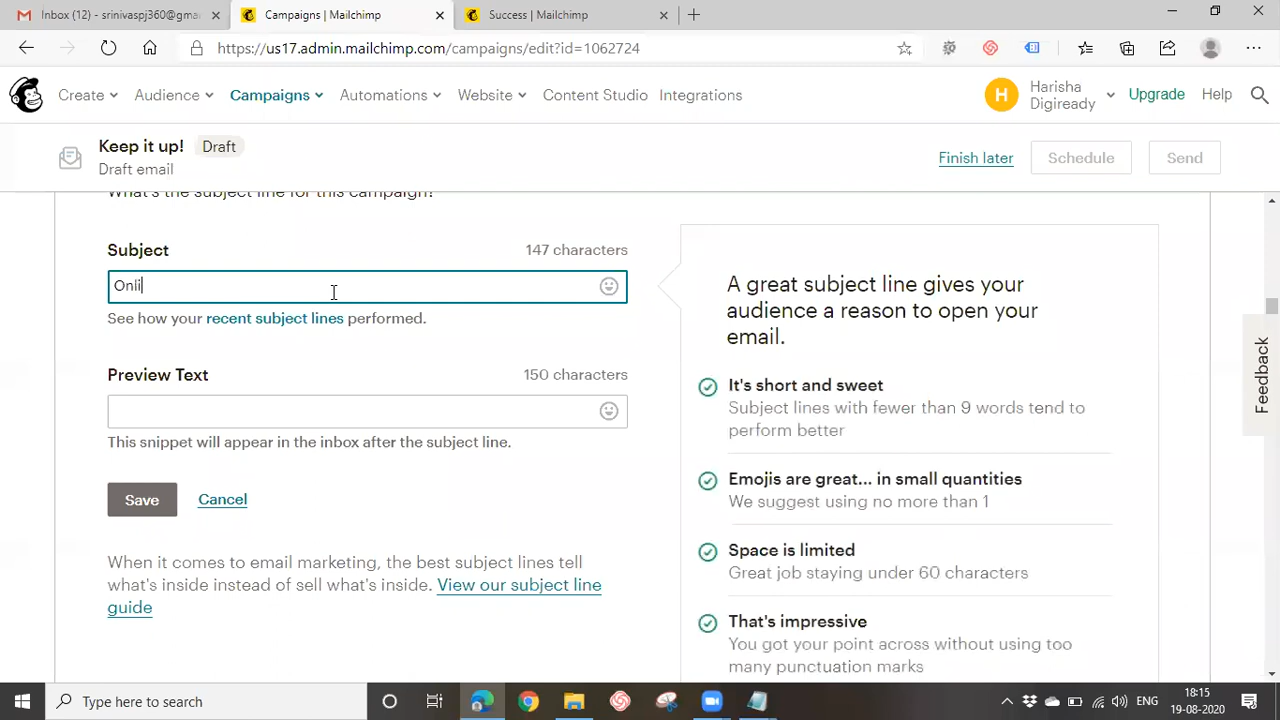 Inbox (12) - srinivaspj360@gma
Campaigns | Mailchimp
Success | Mailchimp
https://us17.admin.mailchimp.com/campaigns/edit?id=1062724
Create
Audience
Campaigns
Automations
Website
Content Studio
Integrations
H
Harisha
Digiready
Upgrade
Help
Keep it up!
Draft
Draft email
Finish later
Schedule
Send
What's the subject line for this campaign?
Subject
147 characters
Onlii
See how your recent subject lines performed.
Preview Text
150 characters
This snippet will appear in the inbox after the subject line.
Save
Cancel
When it comes to email marketing, the best subject lines tell
what's inside instead of sell what's inside. View our subject line
guide
A great subject line gives your
audience a reason to open your
email.
It's short and sweet
Subject lines with fewer than 9 words tend to
perform better
Emojis are great... in small quantities
We suggest using no more than 1
Space is limited
Great job staying under 60 characters
That's impressive
You got your point across without using too
many punctuation marks
Feedback
Type here to search
ENG
18:15
19-08-2020